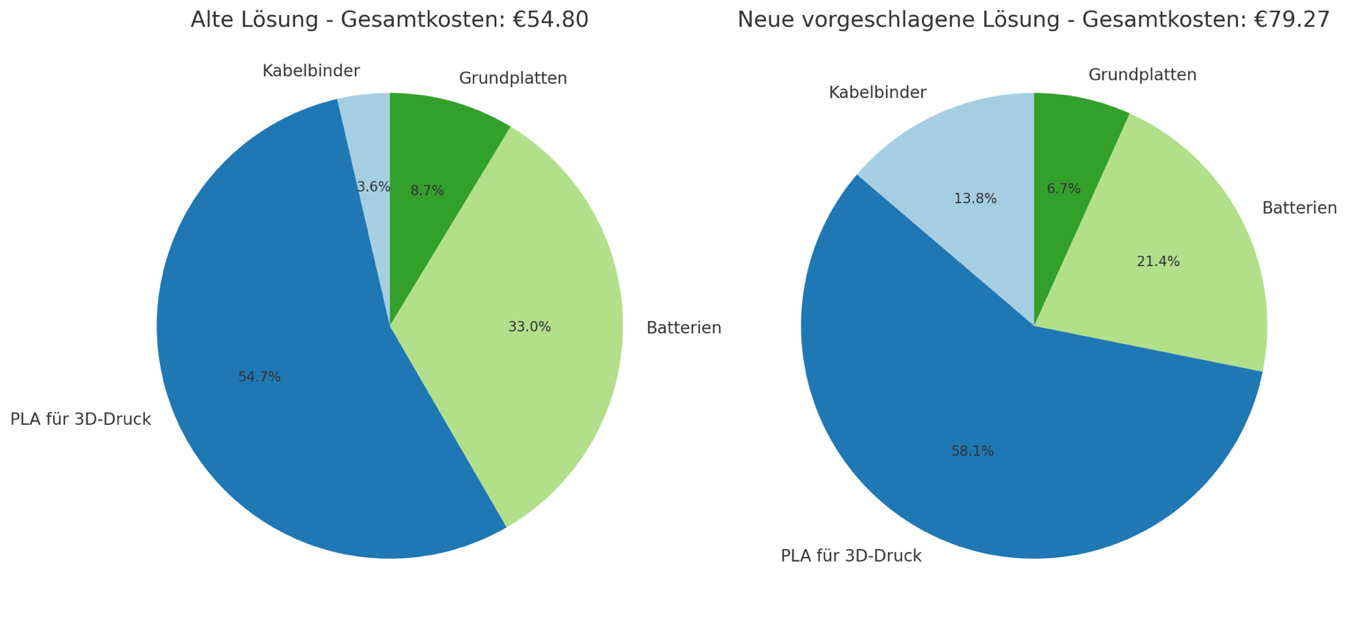 Alte Lösung - Gesamtkosten: €54.80
Kabelbinder
Grundplatten
3.6%
8.7%
33.0%
Batterien
54.7%
PLA für 3D-Druck
Neue vorgeschlagene Lösung - Gesamtkosten: €79.27
Grundplatten
Kabelbinder
6.7%
13.8%
Batterien
21.4%
58.1%
PLA für 3D-Druck